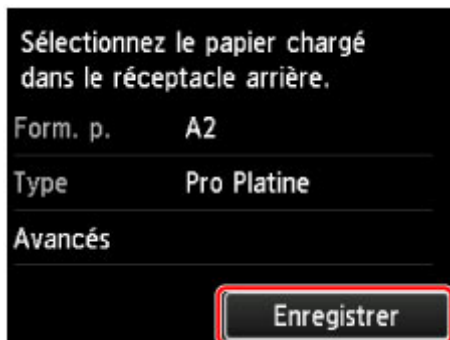 Sélectionnez le papier chargé
dans le réceptacle arrière.
Form. p. A2
Type Pro Platine
Avancés
Enregistrer